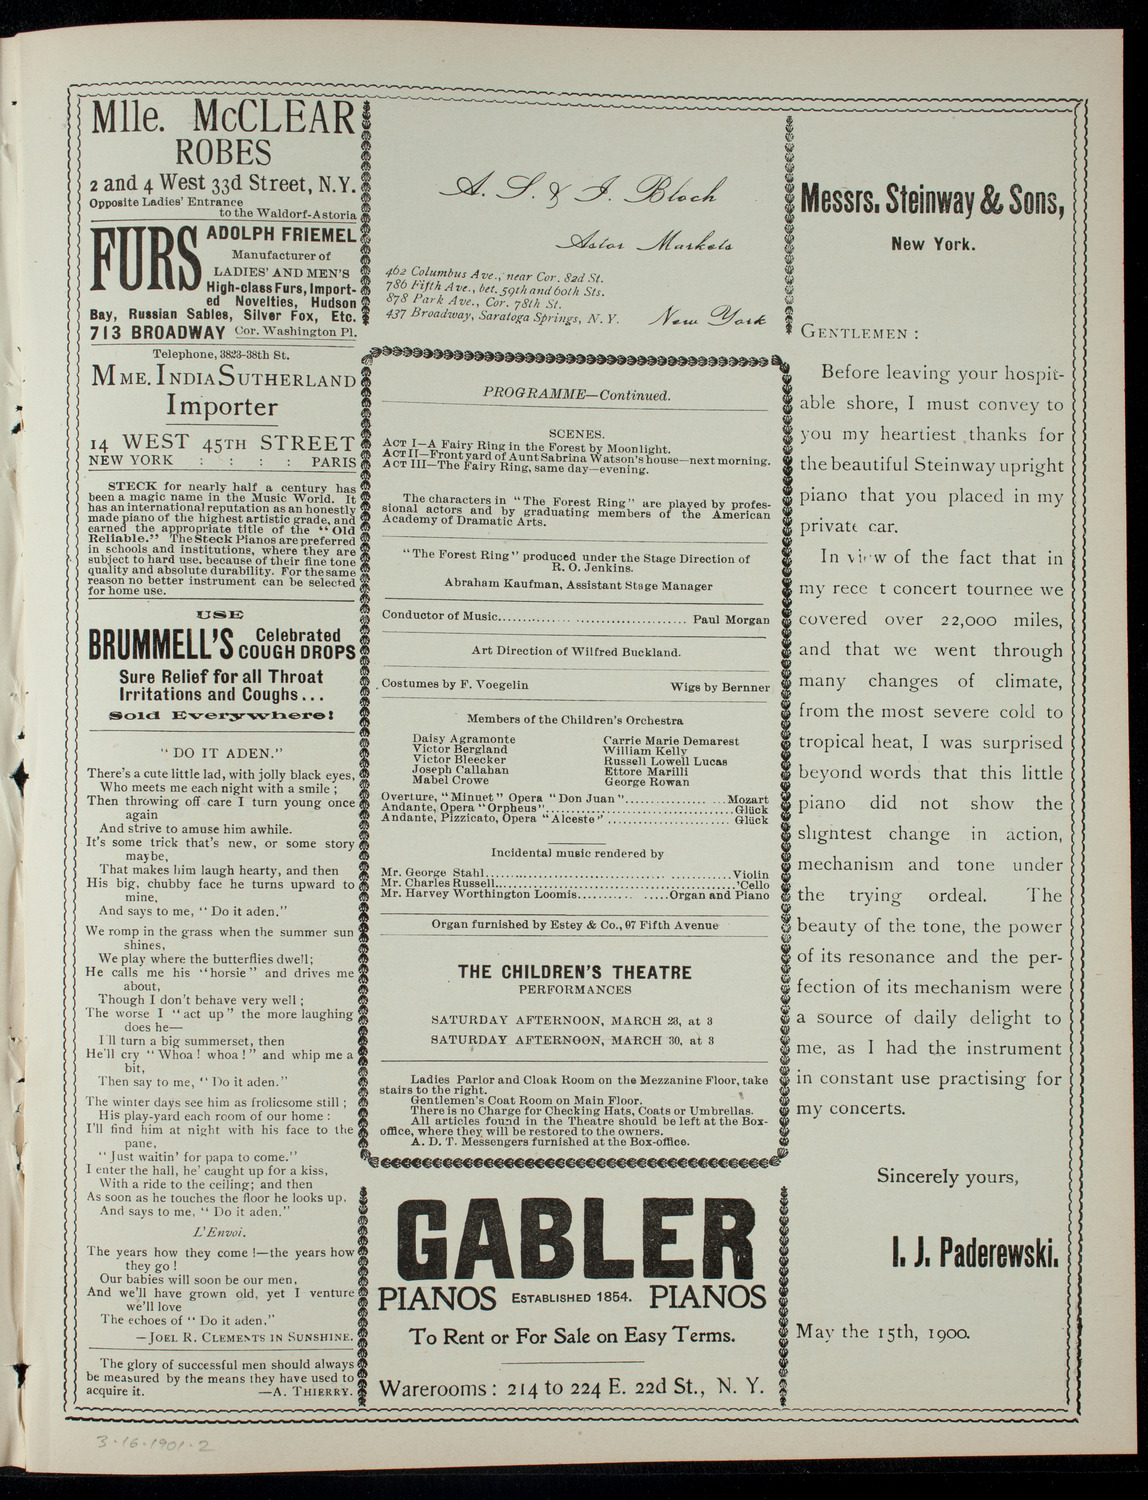 Mlle. McCLEAR
ROBES
2 and 4 West 33d Street, N.Y.
Opposite Ladies' Entrance
to the Waldorf-Astoria
FURS
ADOLPH FRIEMEL
Manufacturer of
LADIES' AND MEN'S
High-class Furs, Import-
ed Novelties, Hudson
Bay, Russian Sables, Silver Fox, Etc.
713 BROADWAY Cor. Washington Pl.
Telephone, 3823-38th St.
MME. INDIA SUTHERLAND
Importer
14 WEST 45TH STREET
NEW YORK : : : : PARIS
STECK for nearly half a century has
been a magic name in the Music World. It
has an international reputation as an honestly
made piano of the highest artistic grade, and
earned the appropriate title of the "Old
Reliable." The Steck Pianos are preferred
in schools and institutions, where they are
subject to hard use, because of their fine tone
quality and absolute durability. For the same
reason no better instrument can be selected
for home use.
USE
BRUMMELL'S Celebrated
COUGH DROPS
Sure Relief for all Throat
Irritations and Coughs...
Sold Everywhere!
"DO IT ADEN."
There's a cute little lad, with jolly black eyes,
Who meets me each night with a smile;
Then throwing off care I turn young once
again
And strive to amuse him awhile.
It's some trick that's new, or some story
maybe,
That makes him laugh hearty, and then
His big, chubby face he turns upward to
mine,
And says to me, "Do it aden."
We romp in the grass when the summer sun
shines,
We play where the butterflies dwell;
He calls me his "horsie" and drives me
about,
Though I don't behave very well;
The worse I "act up" the more laughing
does he—
I'll turn a big summerset, then
He'll cry "Whoa! whoa!" and whip me a
bit,
Then say to me, "Do it aden."
The winter days see him as frolicsome still;
His play-yard each room of our home:
I'll find him at night with his face to the
pane,
"Just waitin' for papa to come."
I enter the hall, he' caught up for a kiss,
With a ride to the ceiling; and then
As soon as he touches the floor he looks up,
And says to me, "Do it aden."
L'Envoi.
The years how they come!—the years how
they go!
Our babies will soon be our men,
And we'll have grown old, yet I venture
we'll love
The echoes of "Do it aden."
—JOEL R. CLEMENTS IN SUNSHINE.
The glory of successful men should always
be measured by the means they have used to
acquire it. —A. THIERRY.
A. S. & J. Bloch
Astor Markets
462 Columbus Ave., near Cor. 82d St.
786 Fifth Ave., bet. 59th and 60th Sts.
878 Park Ave., Cor. 78th St.
437 Broadway, Saratoga Springs, N. Y.
New York
PROGRAMME—Continued.
SCENES.
ACT I—A Fairy Ring in the Forest by Moonlight.
ACT II—Front yard of Aunt Sabrina Watson's house—next morning.
ACT III—The Fairy Ring, same day—evening.
The characters in "The Forest Ring" are played by profes-
sional actors and by graduating members of the American
Academy of Dramatic Arts.
"The Forest Ring" produced under the Stage Direction of
R. O. Jenkins.
Abraham Kaufman, Assistant Stage Manager
Conductor of Music.......................... Paul Morgan
Art Direction of Wilfred Buckland.
Costumes by F. Voegelin Wigs by Bernner
Members of the Children's Orchestra
Daisy Agramonte Carrie Marie Demarest
Victor Bergland William Kelly
Victor Bleecker Russell Lowell Lucas
Joseph Callahan Ettore Marilli
Mabel Crowe George Rowan
Overture, "Minuet" Opera "Don Juan"..................Mozart
Andante, Opera "Orpheus"..................Glück
Andante, Pizzicato, Opera "Alceste"..................Glück
Incidental music rendered by
Mr. George Stahl..................Violin
Mr. Charles Russell..................'Cello
Mr. Harvey Worthington Loomis..................Organ and Piano
Organ furnished by Estey & Co., 97 Fifth Avenue
THE CHILDREN'S THEATRE
PERFORMANCES
SATURDAY AFTERNOON, MARCH 23, at 3
SATURDAY AFTERNOON, MARCH 30, at 3
Ladies Parlor and Cloak Room on the Mezzanine Floor, take
stairs to the right.
Gentlemen's Coat Room on Main Floor.
There is no Charge for Checking Hats, Coats or Umbrellas.
All articles found in the Theatre should be left at the Box-
office, where they will be restored to the owners.
A. D. T. Messengers furnished at the Box-office.
GABLER
PIANOS ESTABLISHED 1854. PIANOS
To Rent or For Sale on Easy Terms.
Warerooms: 214 to 224 E. 22d St., N. Y.
Messrs. Steinway & Sons,
New York.
GENTLEMEN:
Before leaving your hospit-
able shore, I must convey to
you my heartiest thanks for
the beautiful Steinway upright
piano that you placed in my
private car.
In view of the fact that in
my rece t concert tournee we
covered over 22,000 miles,
and that we went through
many changes of climate,
from the most severe cold to
tropical heat, I was surprised
beyond words that this little
piano did not show the
slightest change in action,
mechanism and tone under
the trying ordeal. The
beauty of the tone, the power
of its resonance and the per-
fection of its mechanism were
a source of daily delight to
me, as I had the instrument
in constant use practising for
my concerts.
Sincerely yours,
I. J. Paderewski.
May the 15th, 1900.
3-16-1901-2